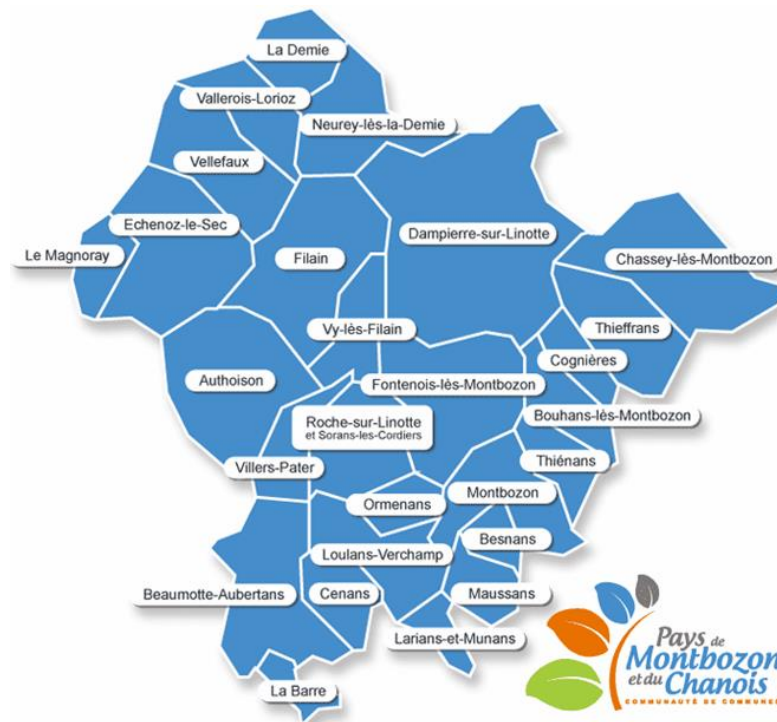 La Demie
Vallerois-Lorioz
Neurey-lès-la-Demie
Vellefaux
Echenoz-le-Sec
Dampierre-sur-Linotte
Le Magnoray
Filain
Chassey-lès-Montbozon
Vy-lès-Filain
Thieffrans
Cognières
Authoison
Fontenois-lès-Montbozon
Bouhans-lès-Montbozon
Roche-sur-Linotte
et Sorans-les-Cordiers
Villers-Pater
Thiénans
Montbozon
Ormenans
Besnans
Loulans-Verchamp
Beaumotte-Aubertans
Cenans
Maussans
Larians-et-Munans
La Barre
Pays de
Montbozon
et du
Chanois
COMMUNAUTÉ DE COMMUNES